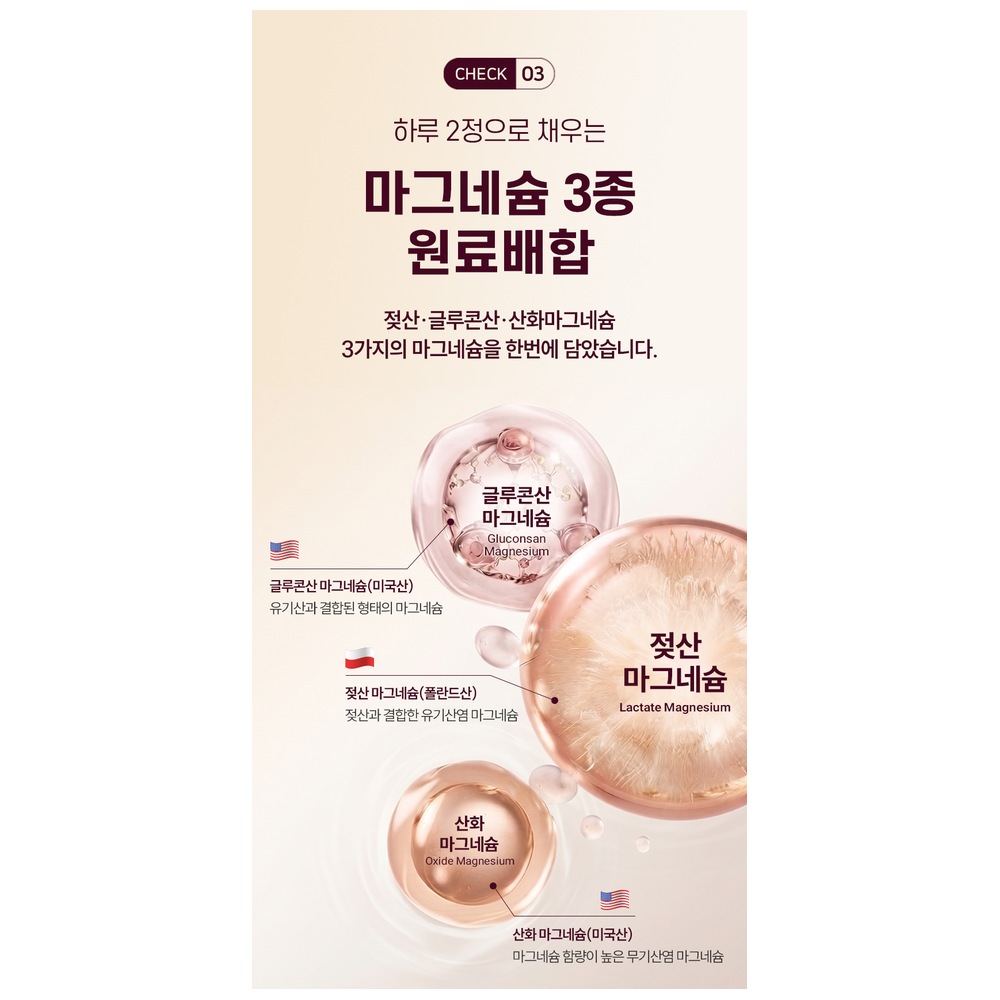 CHECK 03
하루 2정으로 채우는
마그네슘 3종
원료배합
젖산·글루콘산·산화마그네슘
3가지의 마그네슘을 한번에 담았습니다.
글루콘산
마그네슘
Gluconsan
Magnesium
글루콘산 마그네슘(미국산)
유기산과 결합된 형태의 마그네슘
젖산
마그네슘
Lactate Magnesium
젖산 마그네슘(폴란드산)
젖산과 결합한 유기산염 마그네슘
산화
마그네슘
Oxide Magnesium
산화 마그네슘(미국산)
마그네슘 함량이 높은 무기산염 마그네슘